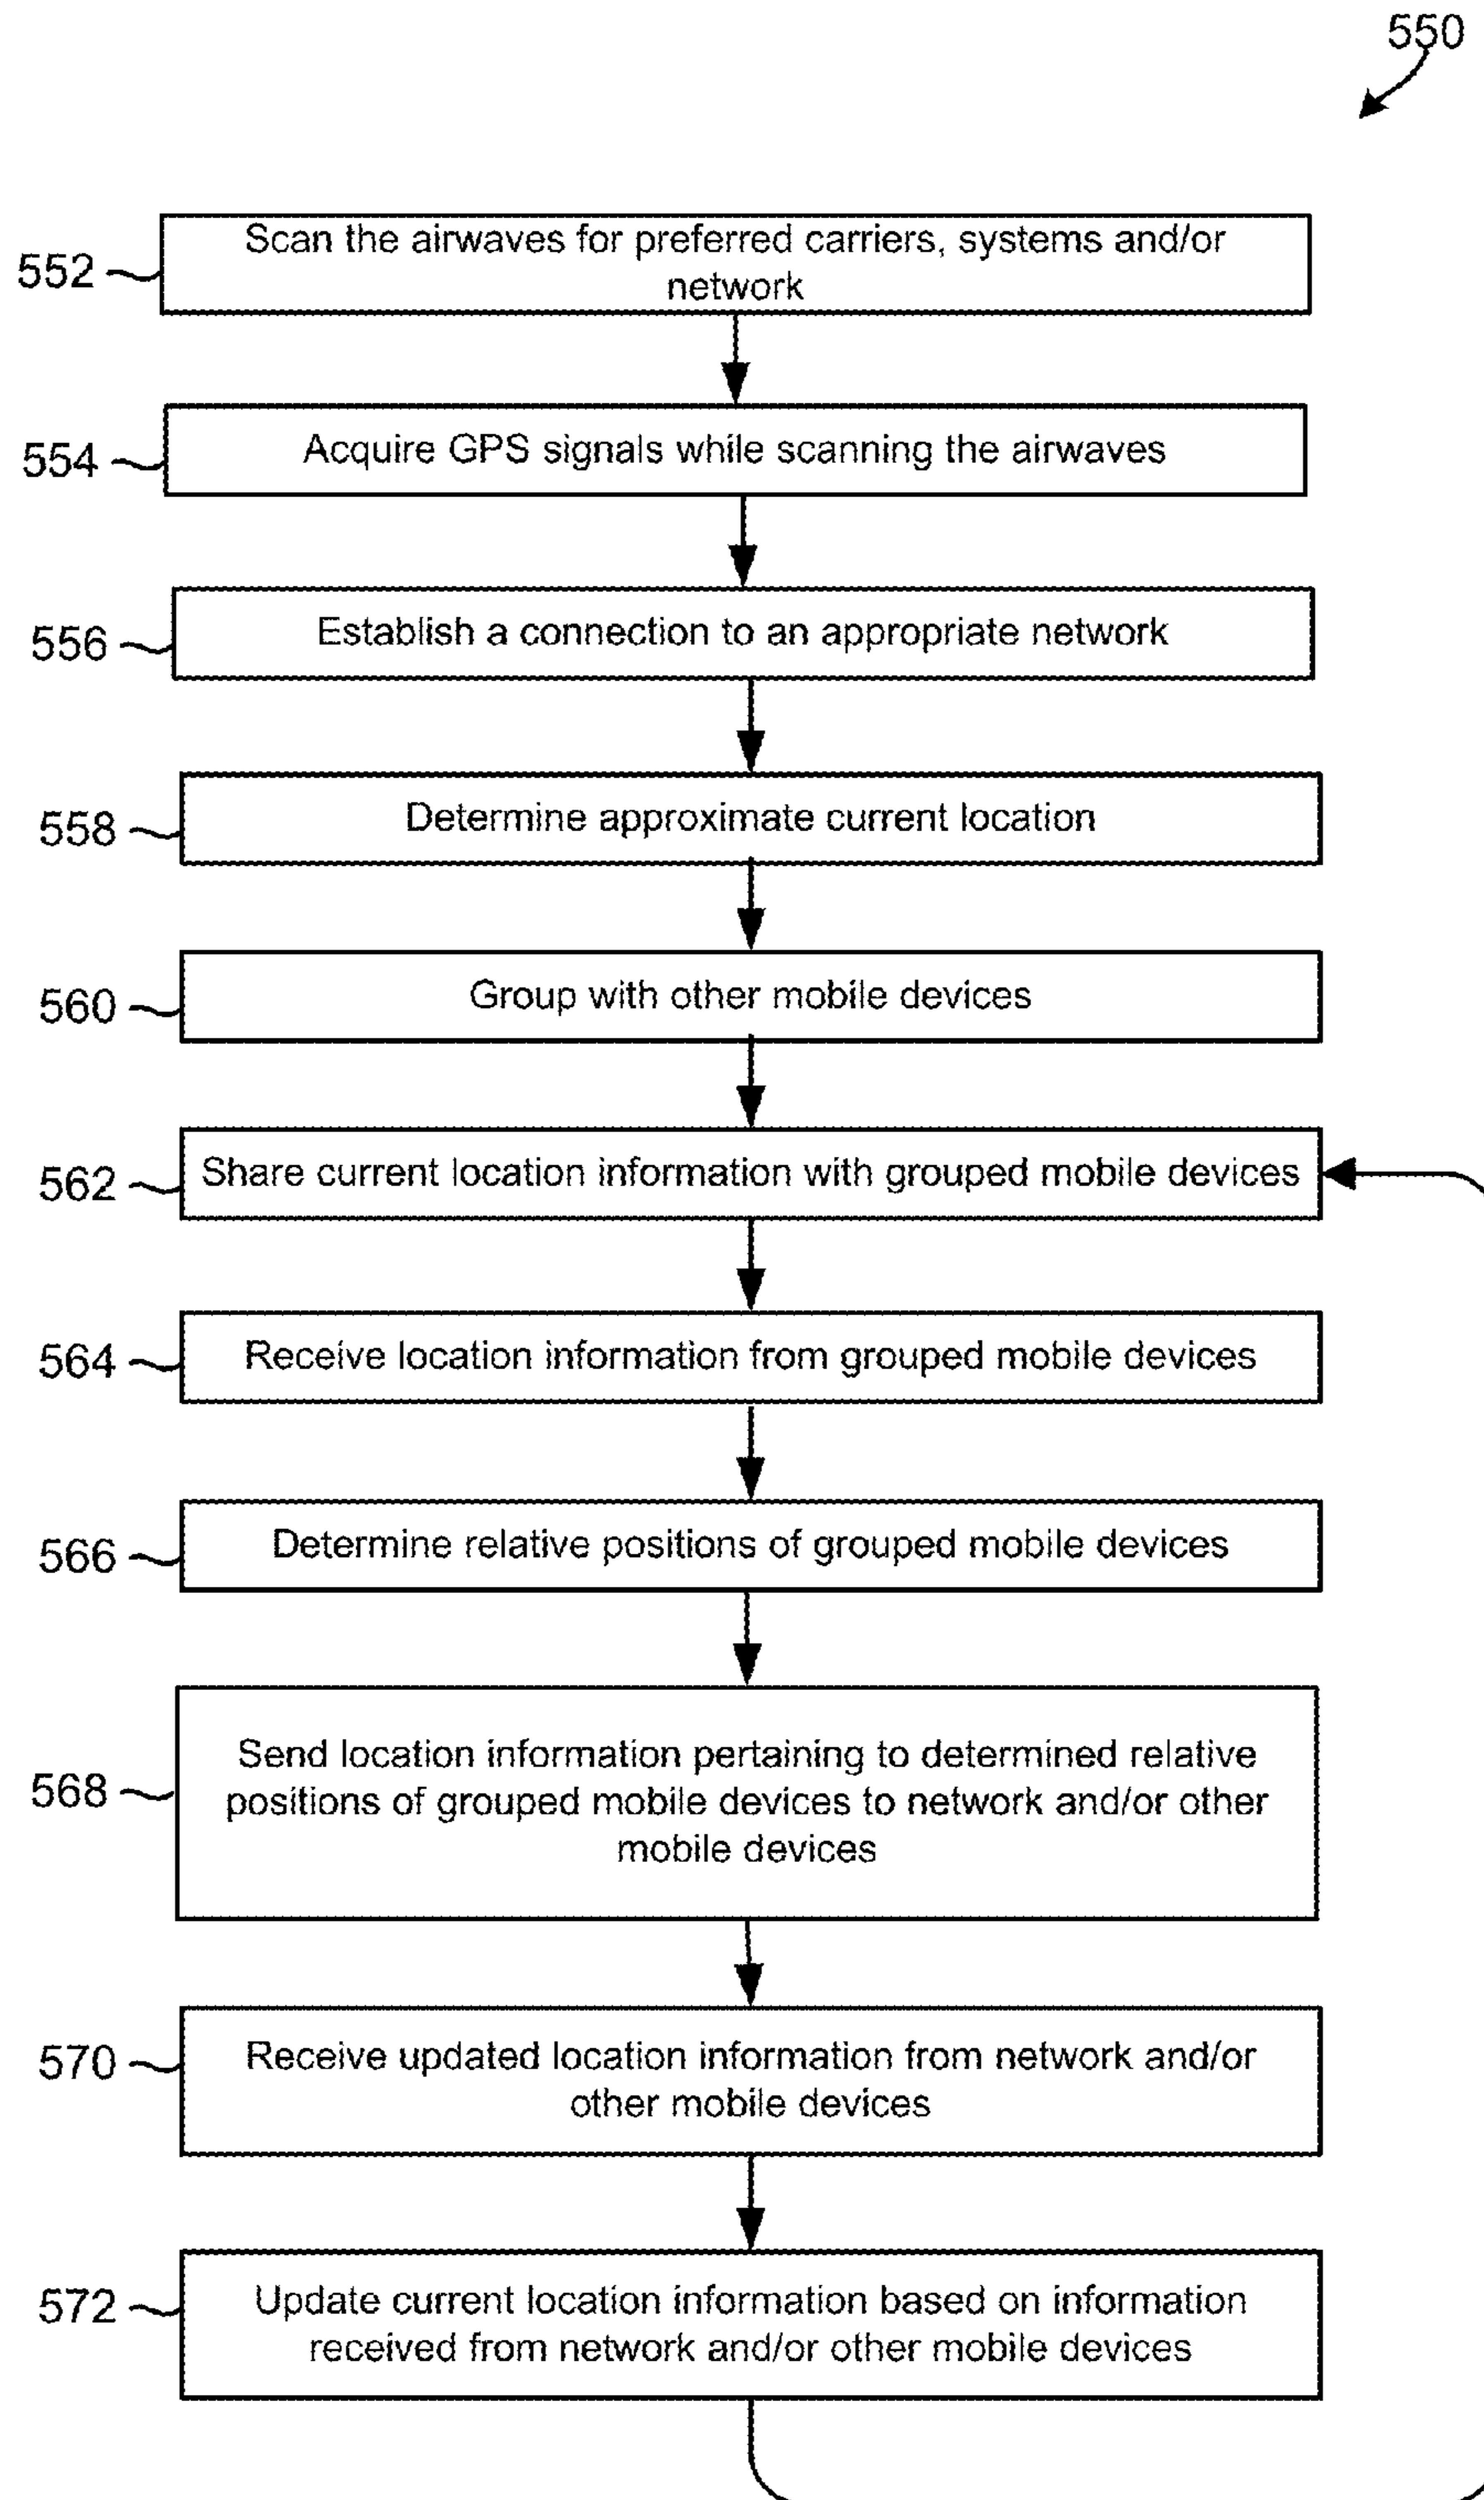 550
552
Scan the airwaves for preferred carriers, systems and/or
network
554
Acquire GPS signals while scanning the airwaves
556
Establish a connection to an appropriate network
558
Determine approximate current location
560
Group with other mobile devices
562
Share current location information with grouped mobile devices
564
Receive location information from grouped mobile devices
566
Determine relative positions of grouped mobile devices
568
Send location information pertaining to determined relative
positions of grouped mobile devices to network and/or other
mobile devices
570
Receive updated location information from network and/or
other mobile devices
572
Update current location information based on information
received from network and/or other mobile devices